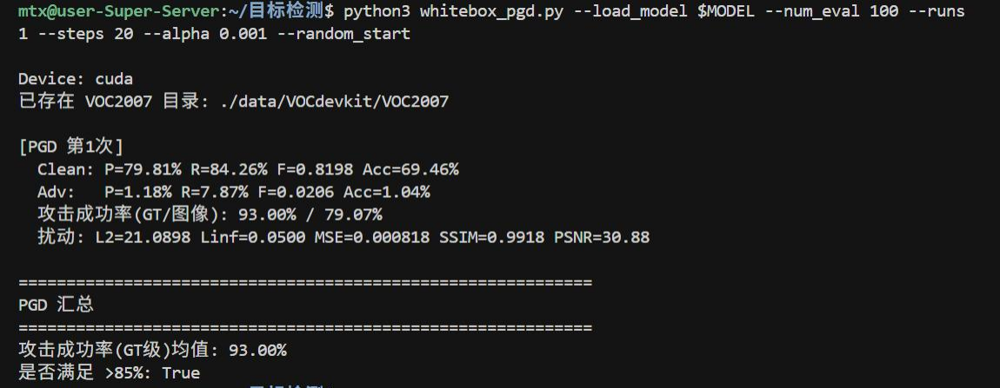 mtx@user-Super-Server:~/目标检测$ python3 whitebox_pgd.py --load_model $MODEL --num_eval 100 --runs
1 --steps 20 --alpha 0.001 --random_start
Device: cuda
已存在 VOC2007 目录: ./data/VOCdevkit/VOC2007
[PGD 第1次]
Clean: P=79.81% R=84.26% F=0.8198 Acc=69.46%
Adv: P=1.18% R=7.87% F=0.0206 Acc=1.04%
攻击成功率(GT/图像): 93.00% / 79.07%
扰动: L2=21.0898 Linf=0.0500 MSE=0.000818 SSIM=0.9918 PSNR=30.88
============================================================
PGD 汇总
============================================================
攻击成功率(GT级)均值: 93.00%
是否满足 >85%: True